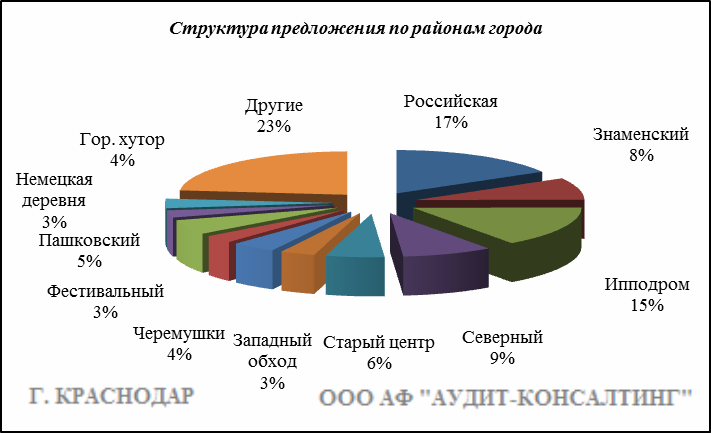 Структура предложения по районам города
Другие
23%
Российская
17%
Знаменский
8%
Гор. хутор
4%
Немецкая
деревня
3%
Пашковский
5%
Ипподром
15%
Фестивальный
3%
Черемушки
4%
Западный
обход
3%
Старый центр
6%
Северный
9%
Г. КРАСНОДАР
ООО АФ "АУДИТ-КОНСАЛТИНГ"